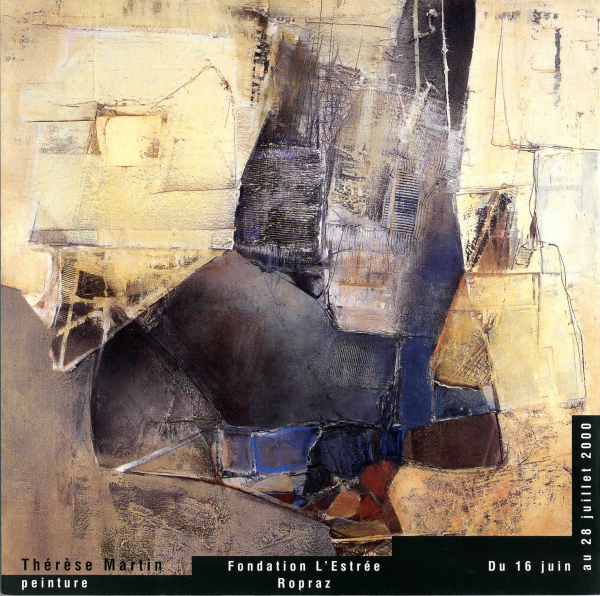 Thérèse Martin
peinture
Fondation L'Estrée
Ropraz
Du 16 juin
au 28 juillet 2000